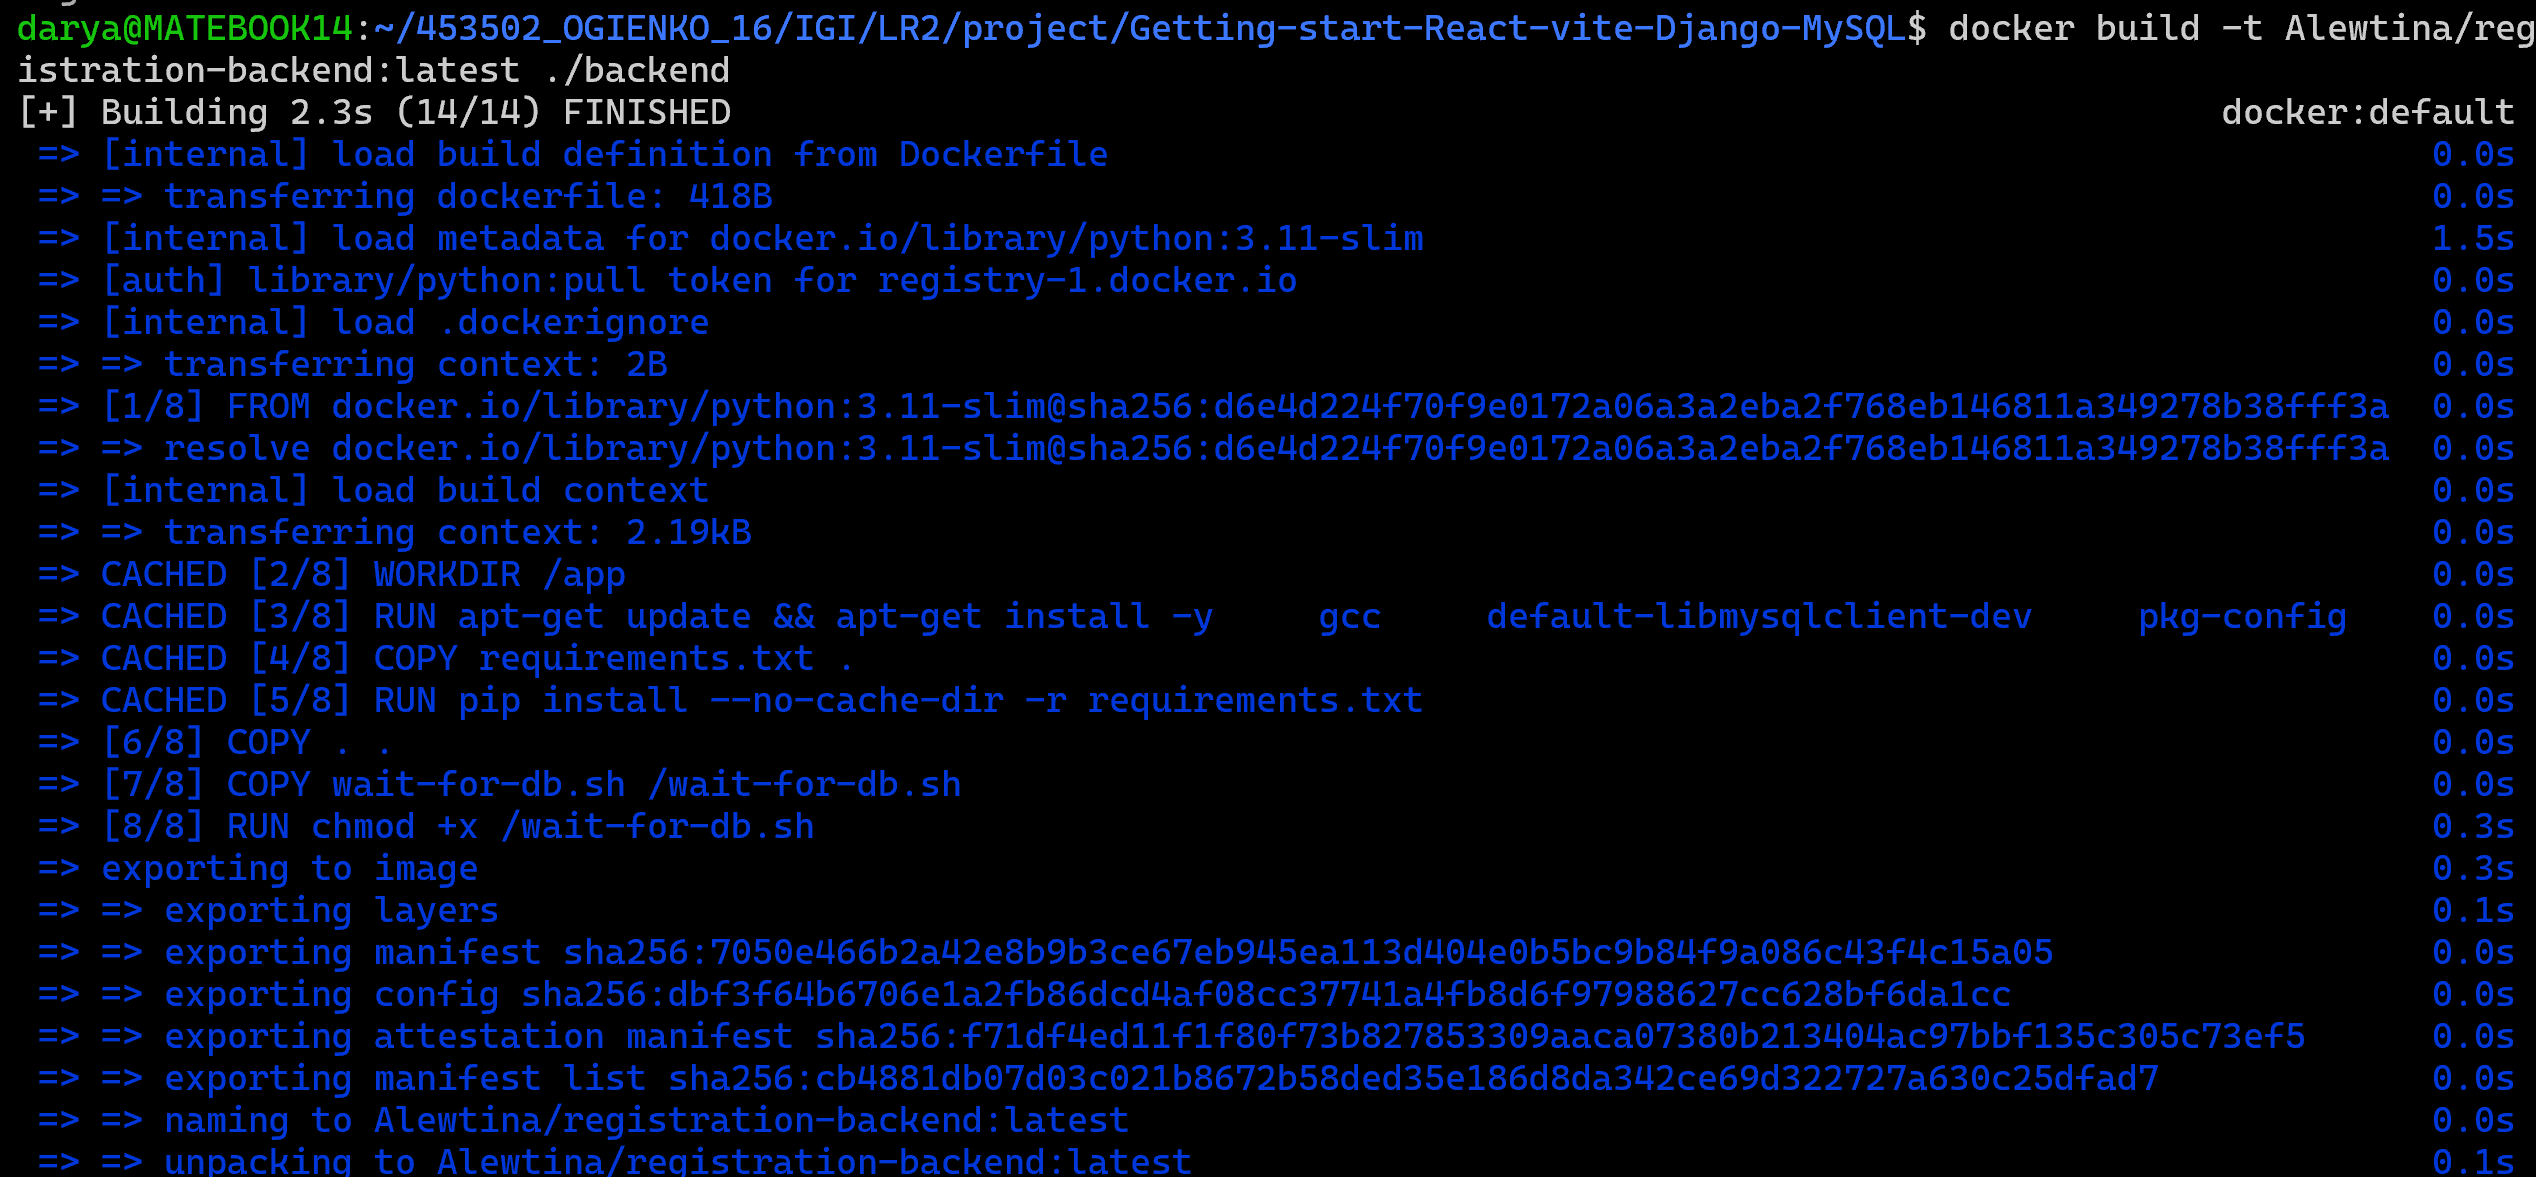 darya@MATEBOOK14:~/453502_OGIENKO_16/IGI/LR2/project/Getting-start-React-vite-Django-MySQL$ docker build -t Alewtina/reg
istration-backend:latest ./backend
[+] Building 2.3s (14/14) FINISHED docker:default
=> [internal] load build definition from Dockerfile 0.0s
=> => transferring dockerfile: 418B 0.0s
=> [internal] load metadata for docker.io/library/python:3.11-slim 1.5s
=> [auth] library/python:pull token for registry-1.docker.io 0.0s
=> [internal] load .dockerignore 0.0s
=> => transferring context: 2B 0.0s
=> [1/8] FROM docker.io/library/python:3.11-slim@sha256:d6e4d224f70f9e0172a06a3a2eba2f768eb146811a349278b38fff3a 0.0s
=> => resolve docker.io/library/python:3.11-slim@sha256:d6e4d224f70f9e0172a06a3a2eba2f768eb146811a349278b38fff3a 0.0s
=> [internal] load build context 0.0s
=> => transferring context: 2.19kB 0.0s
=> CACHED [2/8] WORKDIR /app 0.0s
=> CACHED [3/8] RUN apt-get update && apt-get install -y     gcc     default-libmysqlclient-dev     pkg-config 0.0s
=> CACHED [4/8] COPY requirements.txt . 0.0s
=> CACHED [5/8] RUN pip install --no-cache-dir -r requirements.txt 0.0s
=> [6/8] COPY . . 0.0s
=> [7/8] COPY wait-for-db.sh /wait-for-db.sh 0.0s
=> [8/8] RUN chmod +x /wait-for-db.sh 0.3s
=> exporting to image 0.3s
=> => exporting layers 0.1s
=> => exporting manifest sha256:7050e466b2a42e8b9b3ce67eb945ea113d404e0b5bc9b84f9a086c43f4c15a05 0.0s
=> => exporting config sha256:dbf3f64b6706e1a2fb86dcd4af08cc37741a4fb8d6f97988627cc628bf6da1cc 0.0s
=> => exporting attestation manifest sha256:f71df4ed11f1f80f73b827853309aaca07380b213404ac97bbf135c305c73ef5 0.0s
=> => exporting manifest list sha256:cb4881db07d03c021b8672b58ded35e186d8da342ce69d322727a630c25dfad7 0.0s
=> => naming to Alewtina/registration-backend:latest 0.0s
=> => unpacking to Alewtina/registration-backend:latest 0.1s